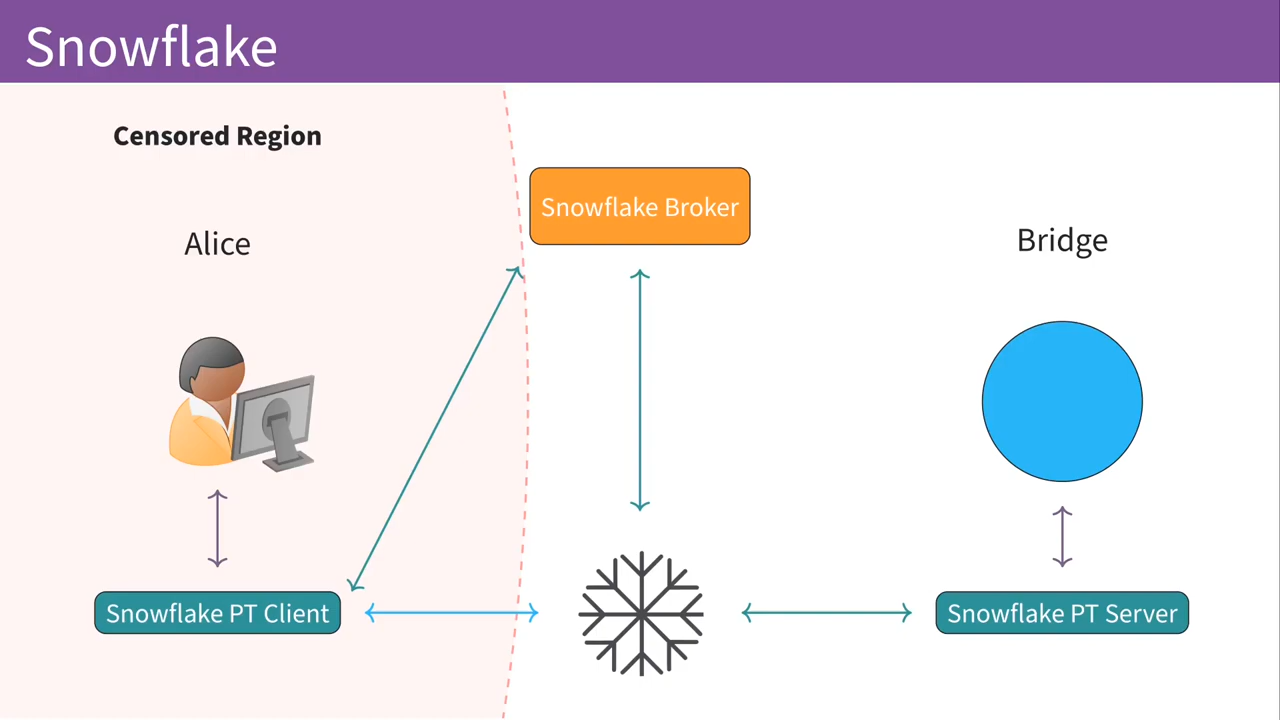 Snowflake
Censored Region
Snowflake Broker
Alice
Bridge
Snowflake PT Client
Snowflake PT Server